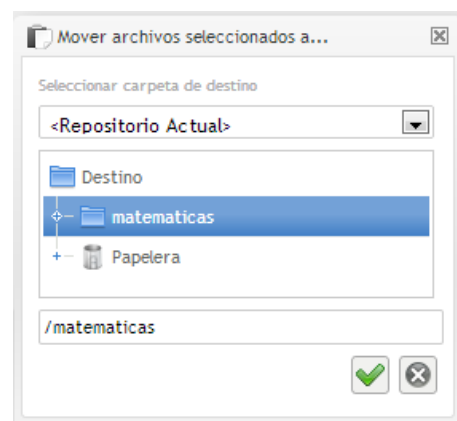 Mover archivos seleccionados a...
Seleccionar carpeta de destino
<Repositorio Actual>
Destino
matematicas
Papelera
/matematicas